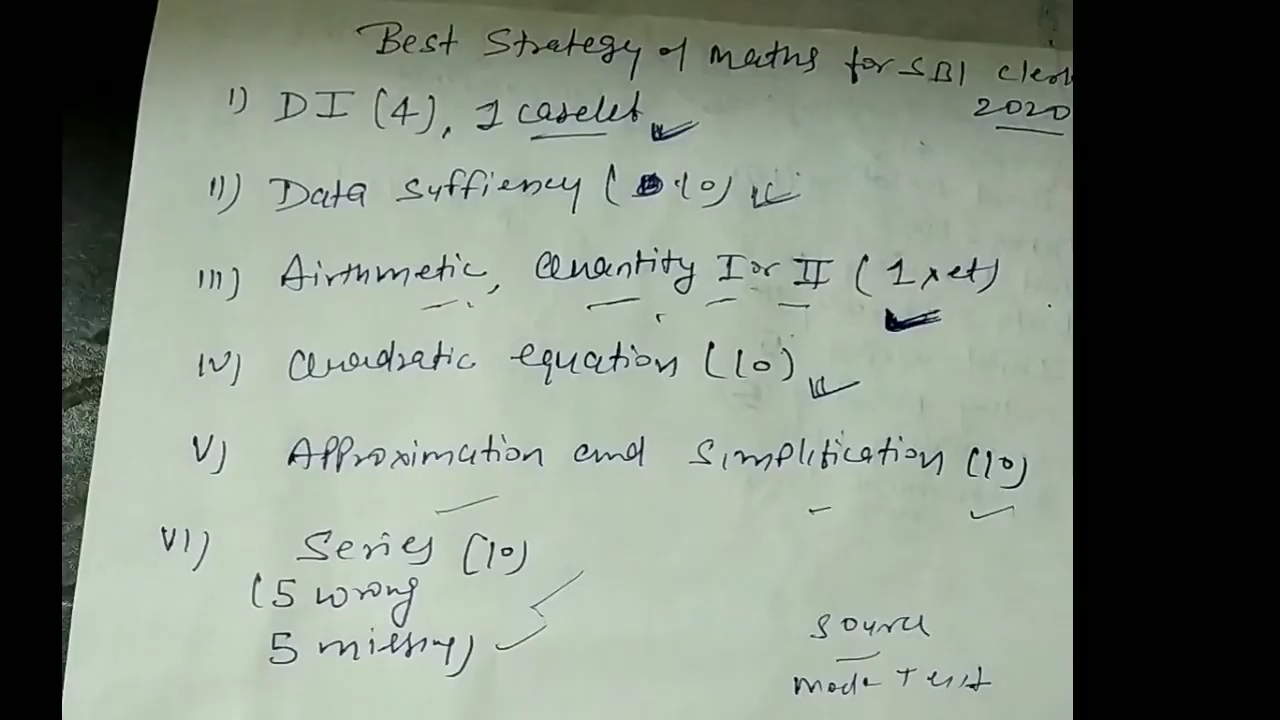 Best Strategy of maths for SBI Clerk
2020
I) DI (4), 1 caselet
II) Data Suffiency (10)
III) Airthmetic, Quantity I or II (1 set)
IV) Quadratic equation (10)
V) Approximation and Simplification (10)
VI) Series (10)
(5 wrong
5 missing)
Source
Mock Test